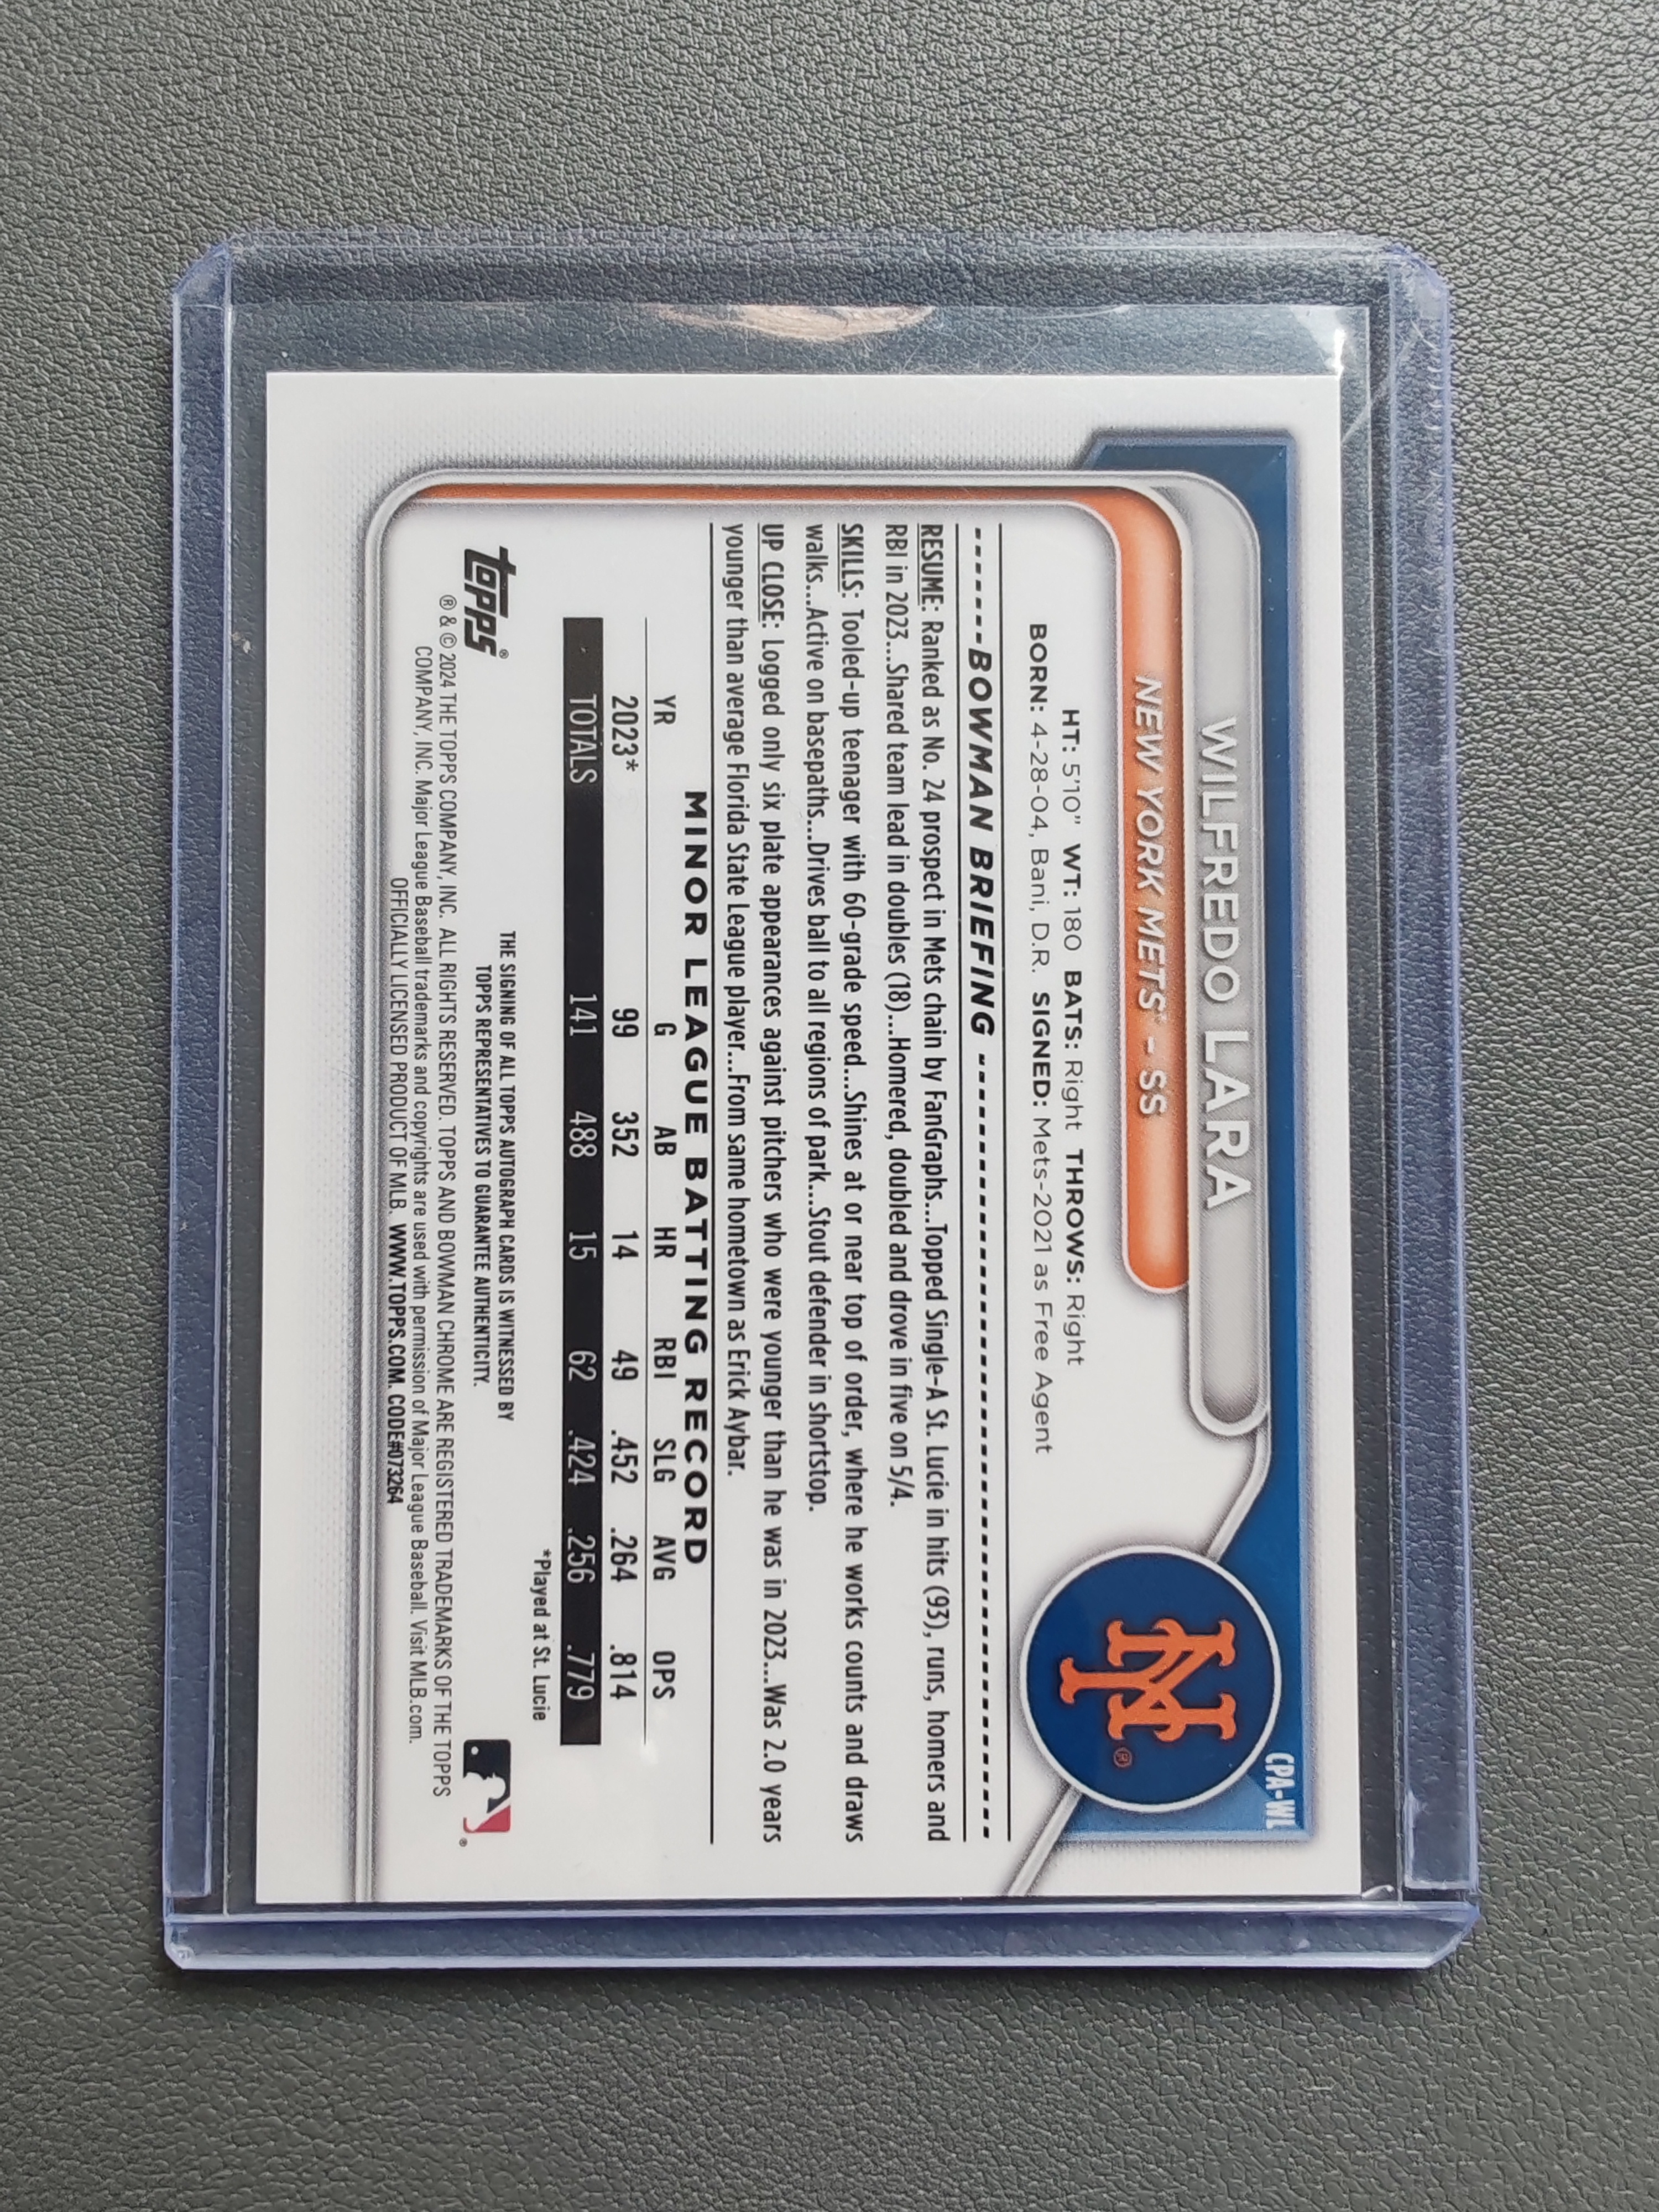 CPA-WL
WILFREDO LARA
NEW YORK METS™ - SS
NY®
HT: 5'10" WT: 180 BATS: Right THROWS: Right
BORN: 4-28-04, Bani, D.R. SIGNED: Mets-2021 as Free Agent
BOWMAN BRIEFING
RESUME: Ranked as No. 24 prospect in Mets chain by FanGraphs...Topped Single-A St. Lucie in hits (93), runs, homers and
RBI in 2023...Shared team lead in doubles (18)...Homered, doubled and drove in five on 5/4.
SKILLS: Tooled-up teenager with 60-grade speed...Shines at or near top of order, where he works counts and draws
walks...Active on basepaths...Drives ball to all regions of park...Stout defender in shortstop.
UP CLOSE: Logged only six plate appearances against pitchers who were younger than he was in 2023...Was 2.0 years
younger than average Florida State League player...From same hometown as Erick Aybar.
MINOR LEAGUE BATTING RECORD
YR G AB HR RBI SLG AVG OPS
2023* 99 352 14 49 .452 .264 .814
TOTALS 141 488 15 62 .424 .256 .779
*Played at St. Lucie
THE SIGNING OF ALL TOPPS AUTOGRAPH CARDS IS WITNESSED BY
TOPPS REPRESENTATIVES TO GUARANTEE AUTHENTICITY.
topps®
® & © 2024 THE TOPPS COMPANY, INC. ALL RIGHTS RESERVED. TOPPS AND BOWMAN CHROME ARE REGISTERED TRADEMARKS OF THE TOPPS
COMPANY, INC. Major League Baseball trademarks and copyrights are used with permission of Major League Baseball. Visit MLB.com.
OFFICIALLY LICENSED PRODUCT OF MLB. WWW.TOPPS.COM. CODE#073264